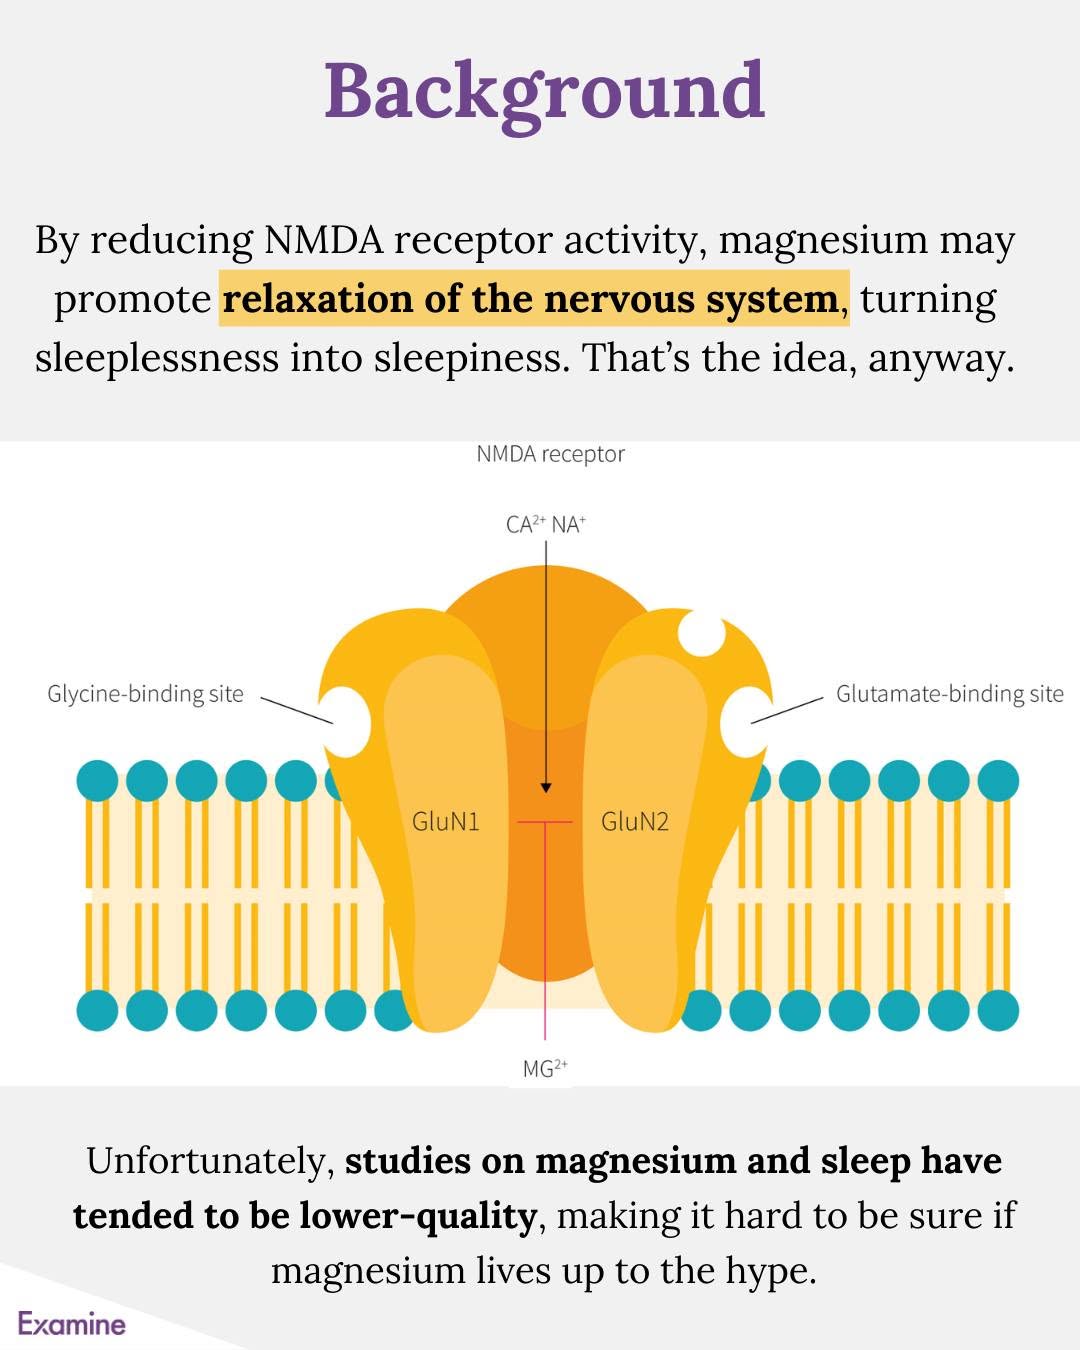 Background
By reducing NMDA receptor activity, magnesium may
promote relaxation of the nervous system, turning
sleeplessness into sleepiness. That’s the idea, anyway.
NMDA receptor
CA²⁺ NA⁺
Glycine-binding site
Glutamate-binding site
GluN1
GluN2
MG²⁺
Unfortunately, studies on magnesium and sleep have
tended to be lower-quality, making it hard to be sure if
magnesium lives up to the hype.
Examine